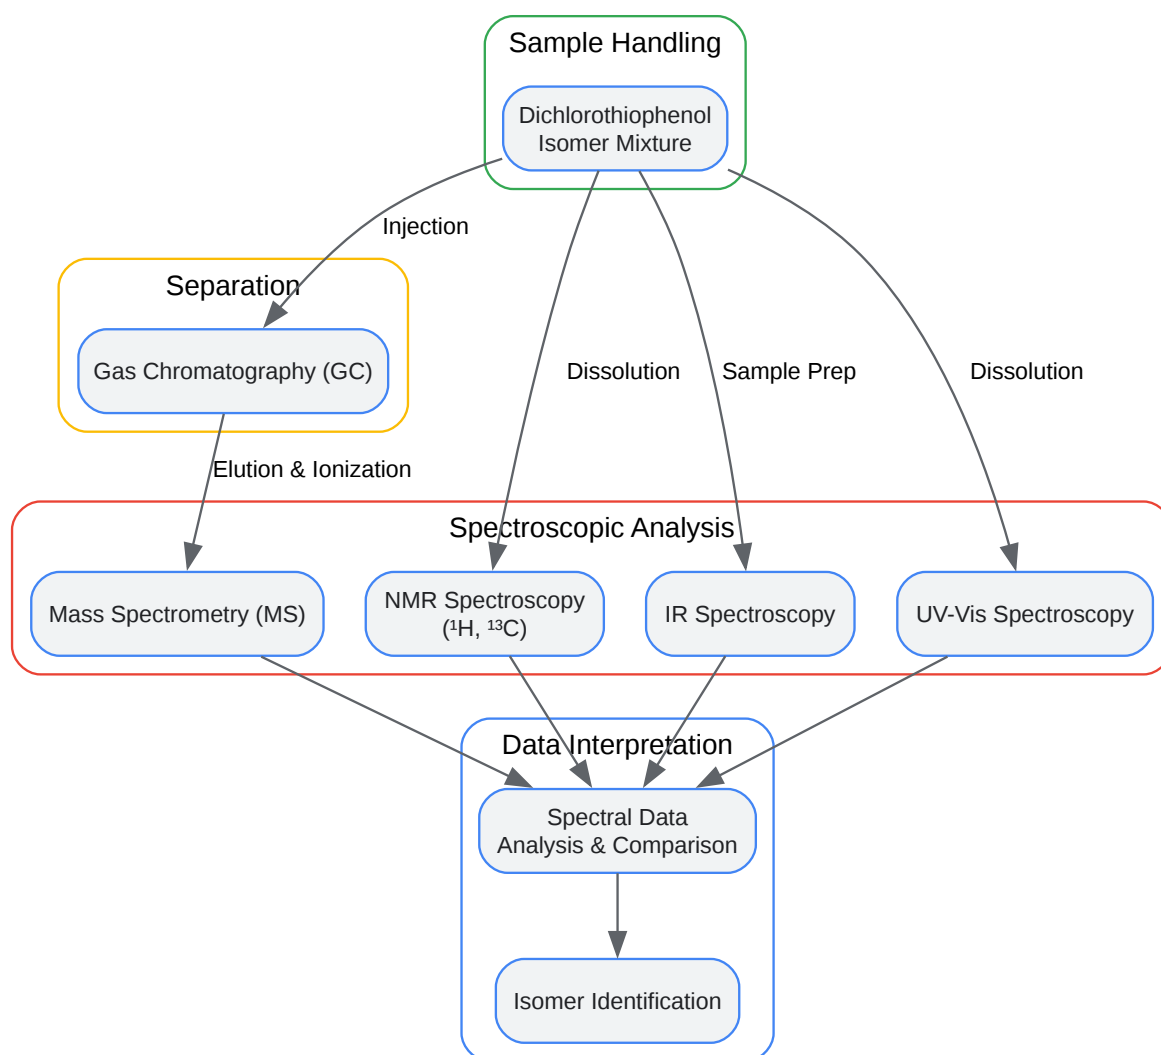 Sample Handling
Dichlorothiophenol
Isomer Mixture
Injection
Separation
Gas Chromatography (GC)
Dissolution
Sample Prep
Dissolution
Elution & Ionization
Spectroscopic Analysis
Mass Spectrometry (MS)
NMR Spectroscopy
(¹H, ¹³C)
IR Spectroscopy
UV-Vis Spectroscopy
Data Interpretation
Spectral Data
Analysis & Comparison
Isomer Identification